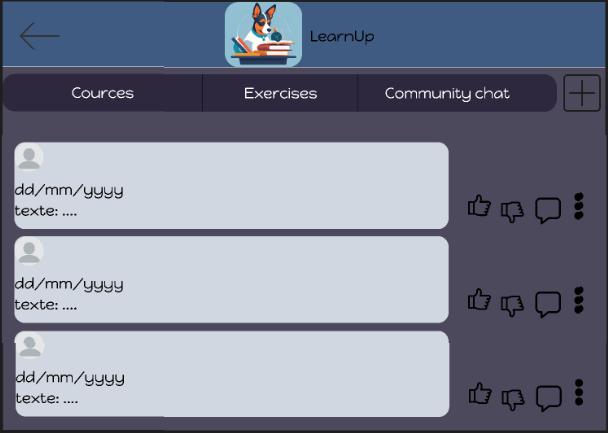 LearnUp
Cources
Exercises
Community chat
dd/mm/yyyy
texte: ....
dd/mm/yyyy
texte: ....
dd/mm/yyyy
texte: ....